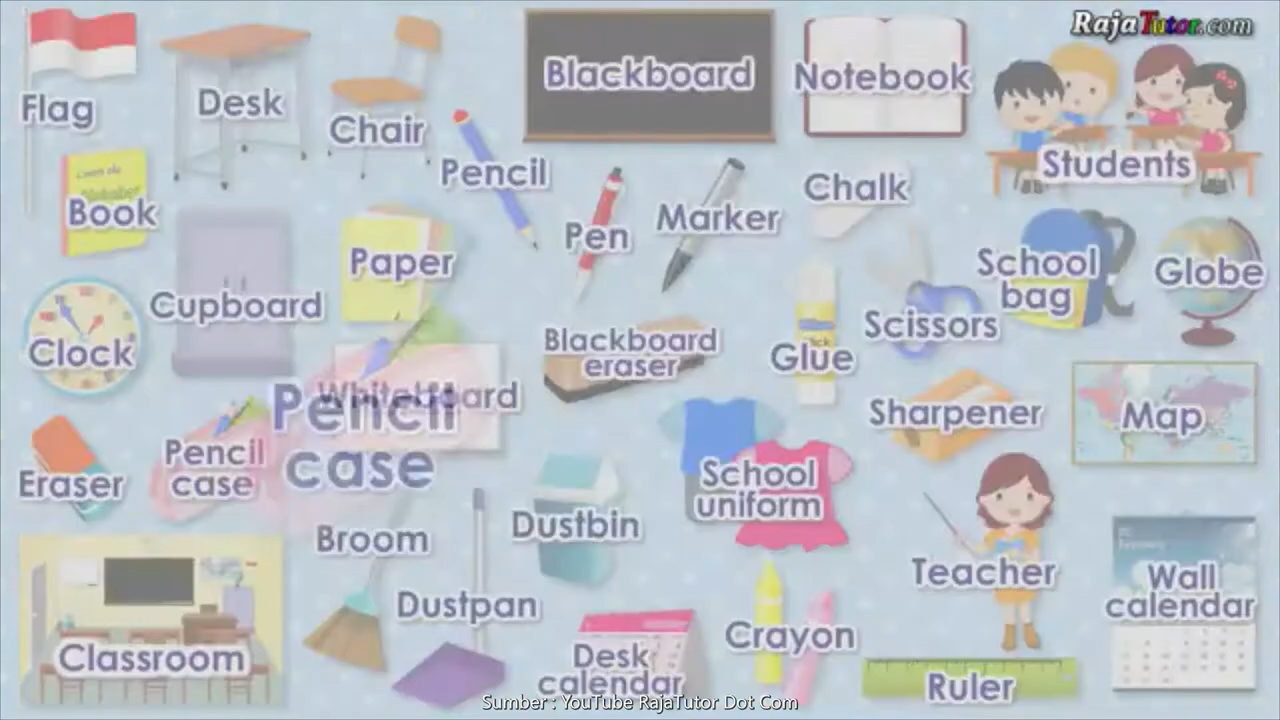 RajaTutor.com
Flag
Desk
Chair
Blackboard
Notebook
Students
Pencil
Book
Pen
Marker
Chalk
Paper
Cupboard
School
bag
Globe
Clock
Blackboard
eraser
Glue
Scissors
Whiteboard
Pencil
case
Sharpener
Map
Eraser
Pencil
case
School
uniform
Broom
Dustbin
Teacher
Wall
calendar
Dustpan
Classroom
Desk
calendar
Crayon
Ruler
Sumber : YouTube RajaTutor Dot Com